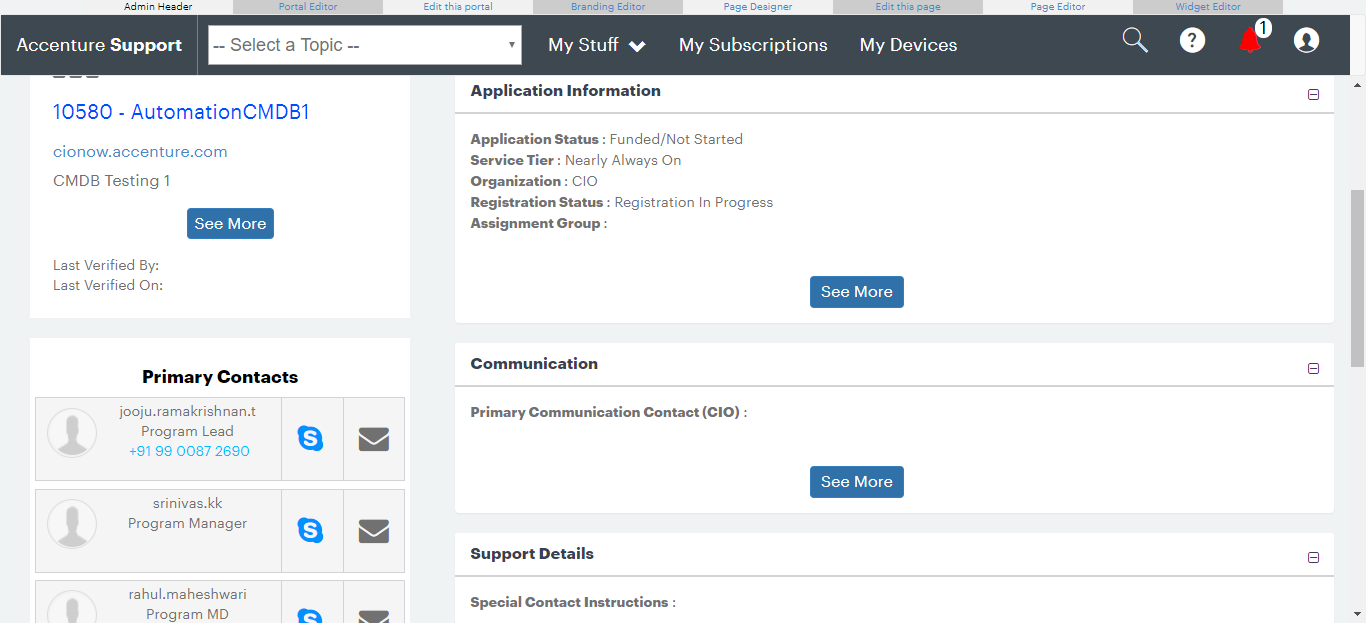 Admin Header
Portal Editor
Edit this portal
Branding Editor
Page Designer
Edit this page
Page Editor
Widget Editor
Accenture Support
-- Select a Topic --
My Stuff
My Subscriptions
My Devices
?
1
10580 - AutomationCMDB1
cionow.accenture.com
CMDB Testing 1
See More
Last Verified By:
Last Verified On:
Primary Contacts
jooju.ramakrishnan.t
Program Lead
+91 99 0087 2690
S
srinivas.kk
Program Manager
S
rahul.maheshwari
Program MD
S
Application Information
Application Status : Funded/Not Started
Service Tier : Nearly Always On
Organization : CIO
Registration Status : Registration In Progress
Assignment Group :
See More
Communication
Primary Communication Contact (CIO) :
See More
Support Details
Special Contact Instructions :